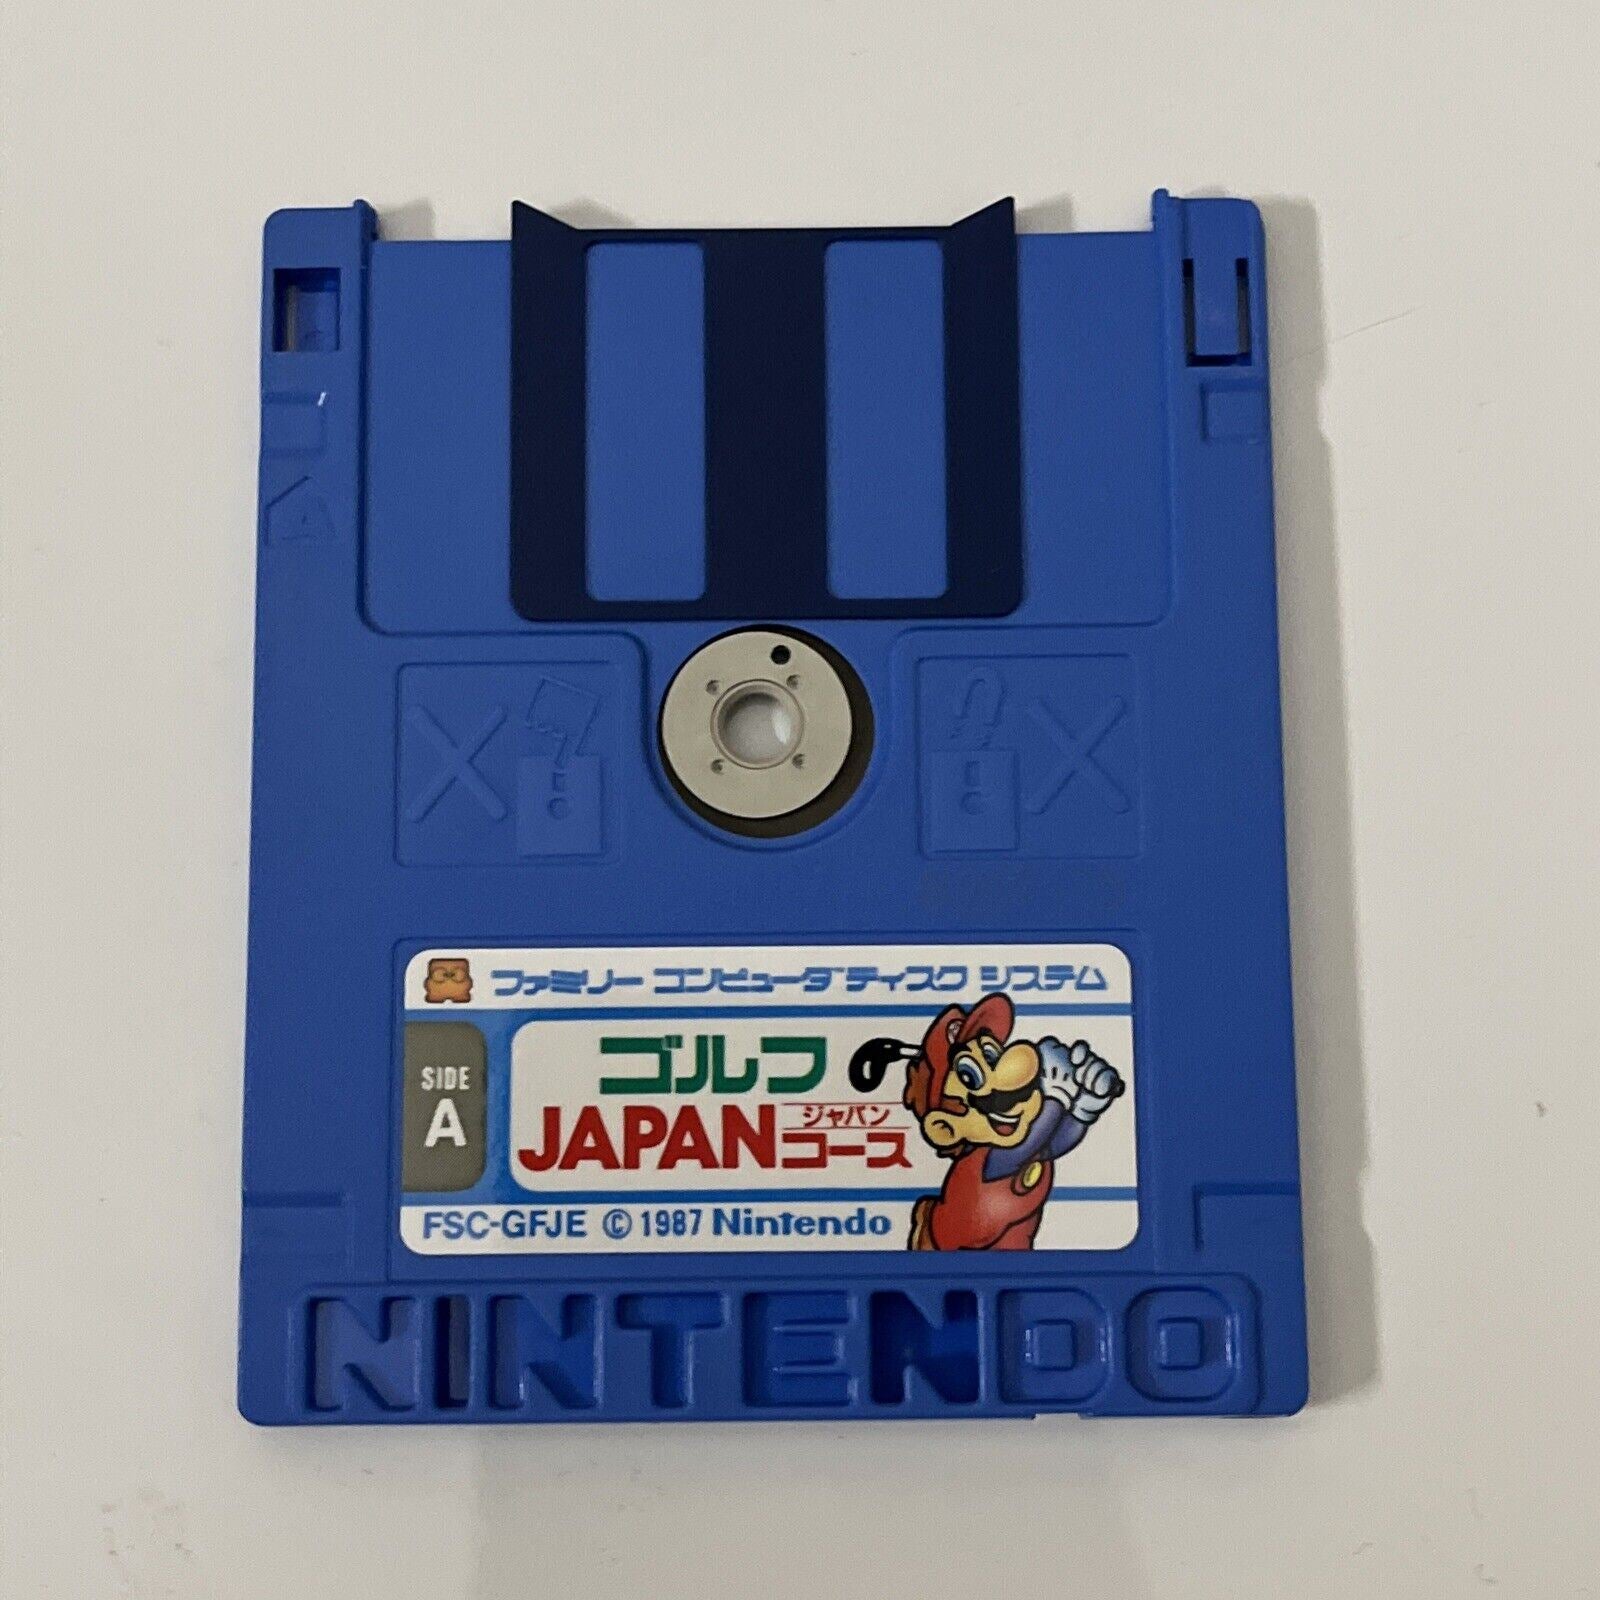 ファミリー コンピュータ ディスク システム
SIDE
A
ゴルフ
JAPANコース
ジャパン
FSC-GFJE © 1987 Nintendo
NINTENDO